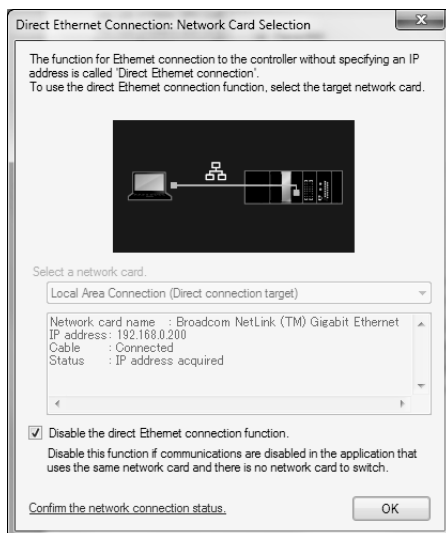 Direct Ethernet Connection: Network Card Selection
The function for Ethernet connection to the controller without specifying an IP
address is called 'Direct Ethernet connection'.
To use the direct Ethernet connection function, select the target network card.
Select a network card.
Local Area Connection (Direct connection target)
Network card name : Broadcom NetLink (TM) Gigabit Ethernet
IP address : 192.168.0.200
Cable : Connected
Status : IP address acquired
Disable the direct Ethernet connection function.
Disable this function if communications are disabled in the application that
uses the same network card and there is no network card to switch.
Confirm the network connection status.
OK